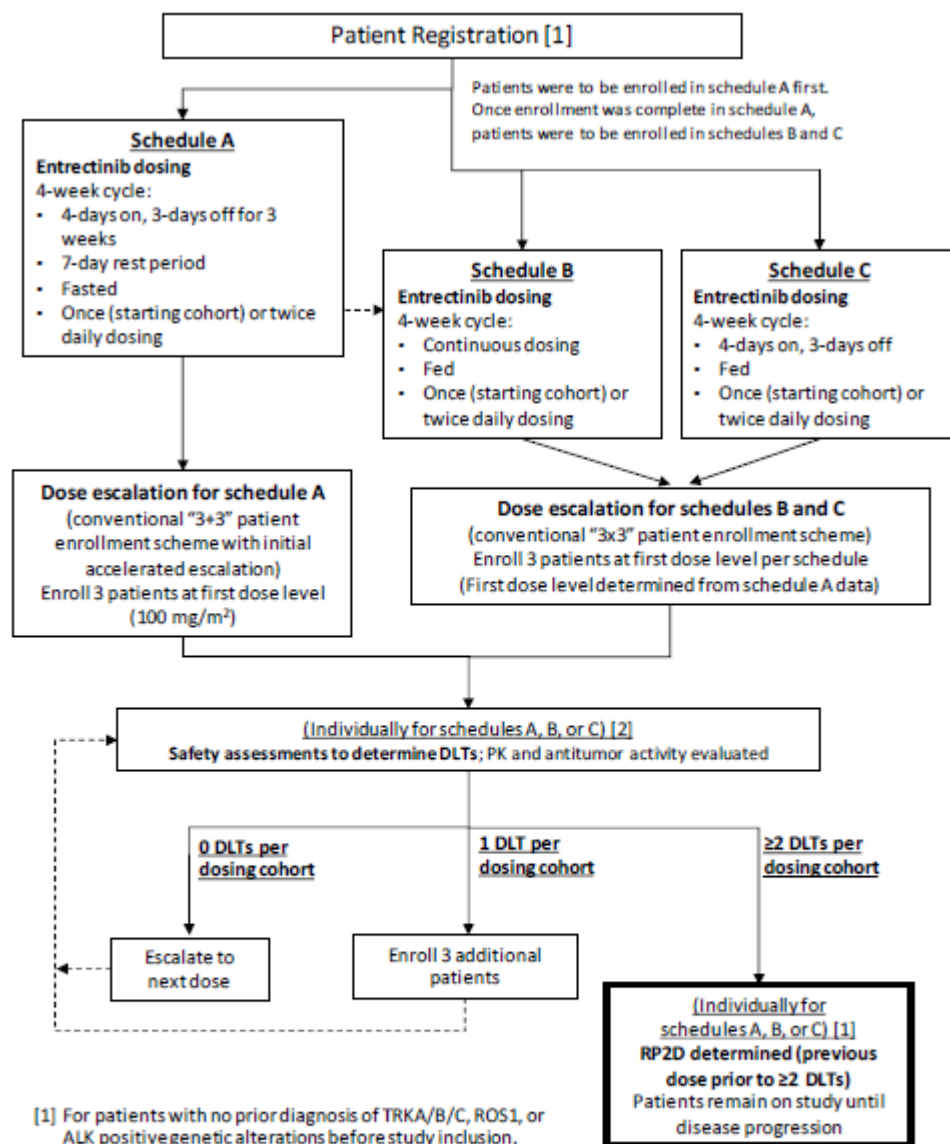 Patient Registration [1]
Patients were to be enrolled in schedule A first.
Once enrollment was complete in schedule A,
patients were to be enrolled in schedules B and C
Schedule A
Entrectinib dosing
4-week cycle:
• 4-days on, 3-days off for 3
weeks
• 7-day rest period
• Fasted
• Once (starting cohort) or twice
daily dosing
Schedule B
Entrectinib dosing
4-week cycle:
• Continuous dosing
• Fed
• Once (starting cohort) or
twice daily dosing
Schedule C
Entrectinib dosing
4-week cycle:
• 4-days on, 3-days off
• Fed
• Once (starting cohort) or
twice daily dosing
Dose escalation for schedule A
(conventional “3+3” patient
enrollment scheme with initial
accelerated escalation)
Enroll 3 patients at first dose level
(100 mg/m²)
Dose escalation for schedules B and C
(conventional “3x3” patient enrollment scheme)
Enroll 3 patients at first dose level per schedule
(First dose level determined from schedule A data)
(Individually for schedules A, B, or C) [2]
Safety assessments to determine DLTs; PK and antitumor activity evaluated
0 DLTs per
dosing cohort
1 DLT per
dosing cohort
≥2 DLTs per
dosing cohort
Escalate to
next dose
Enroll 3 additional
patients
(Individually for
schedules A, B, or C) [1]
RP2D determined (previous
dose prior to ≥2 DLTs)
Patients remain on study until
disease progression
[1] For patients with no prior diagnosis of TRKA/B/C, ROS1, or
ALK positive genetic alterations before study inclusion,